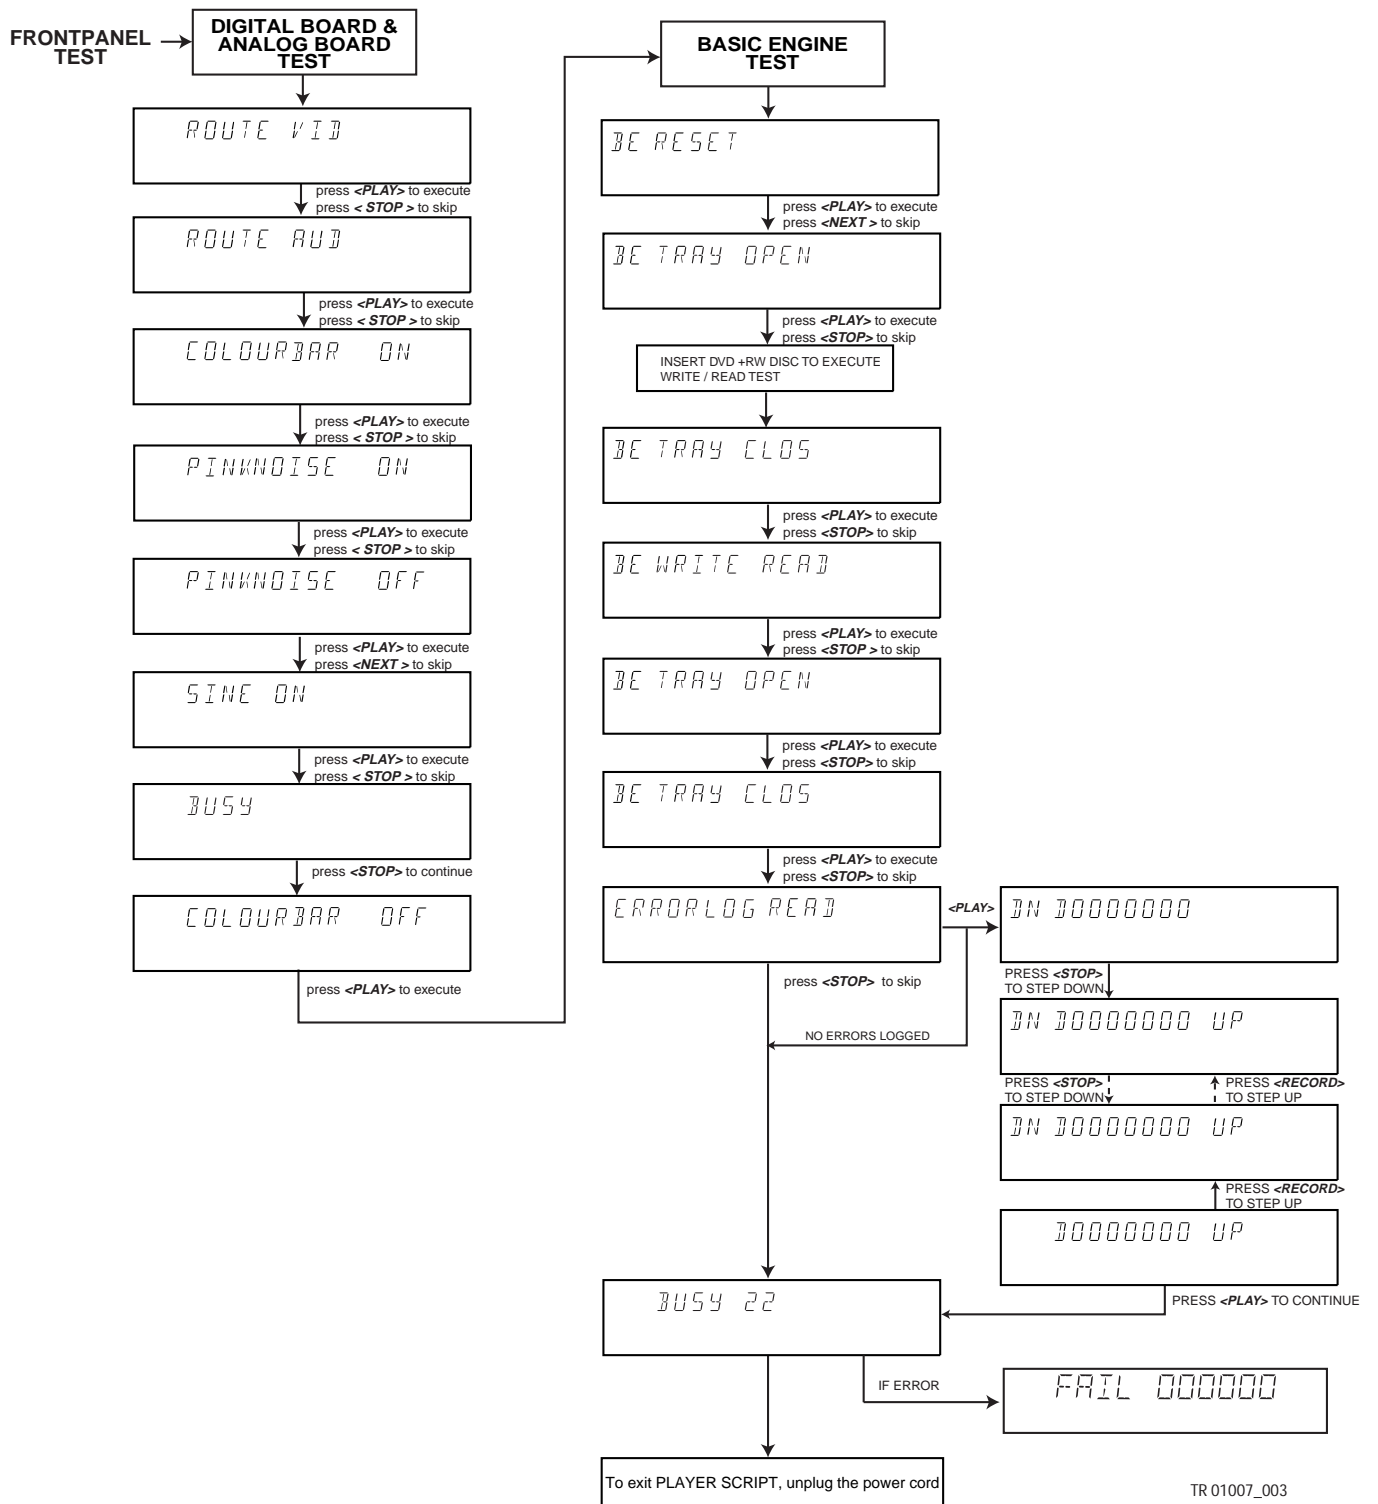 FRONTPANEL
TEST
DIGITAL BOARD &
ANALOG BOARD
TEST
ROUTE VID
press <PLAY> to execute
press < STOP > to skip
ROUTE AUD
press <PLAY> to execute
press < STOP > to skip
COLOURBAR ON
press <PLAY> to execute
press < STOP > to skip
PINKNOISE ON
press <PLAY> to execute
press < STOP > to skip
PINKNOISE OFF
press <PLAY> to execute
press <NEXT > to skip
SINE ON
press <PLAY> to execute
press < STOP > to skip
BUSY
press <STOP> to continue
COLOURBAR OFF
press <PLAY> to execute
BASIC ENGINE
TEST
BE RESET
press <PLAY> to execute
press <NEXT > to skip
BE TRAY OPEN
press <PLAY> to execute
press <STOP> to skip
INSERT DVD +RW DISC TO EXECUTE
WRITE / READ TEST
BE TRAY CLOS
press <PLAY> to execute
press <STOP> to skip
BE WRITE READ
press <PLAY> to execute
press <STOP > to skip
BE TRAY OPEN
press <PLAY> to execute
press <STOP> to skip
BE TRAY CLOS
press <PLAY> to execute
press <STOP> to skip
ERRORLOG READ
press <STOP> to skip
NO ERRORS LOGGED
<PLAY>
DN D0000000
PRESS <STOP>
TO STEP DOWN
DN D0000000 UP
PRESS <STOP>
TO STEP DOWN
PRESS <RECORD>
TO STEP UP
DN D0000000 UP
PRESS <RECORD>
TO STEP UP
D0000000 UP
PRESS <PLAY> TO CONTINUE
BUSY 22
IF ERROR
FAIL 000000
To exit PLAYER SCRIPT, unplug the power cord
TR 01007_003